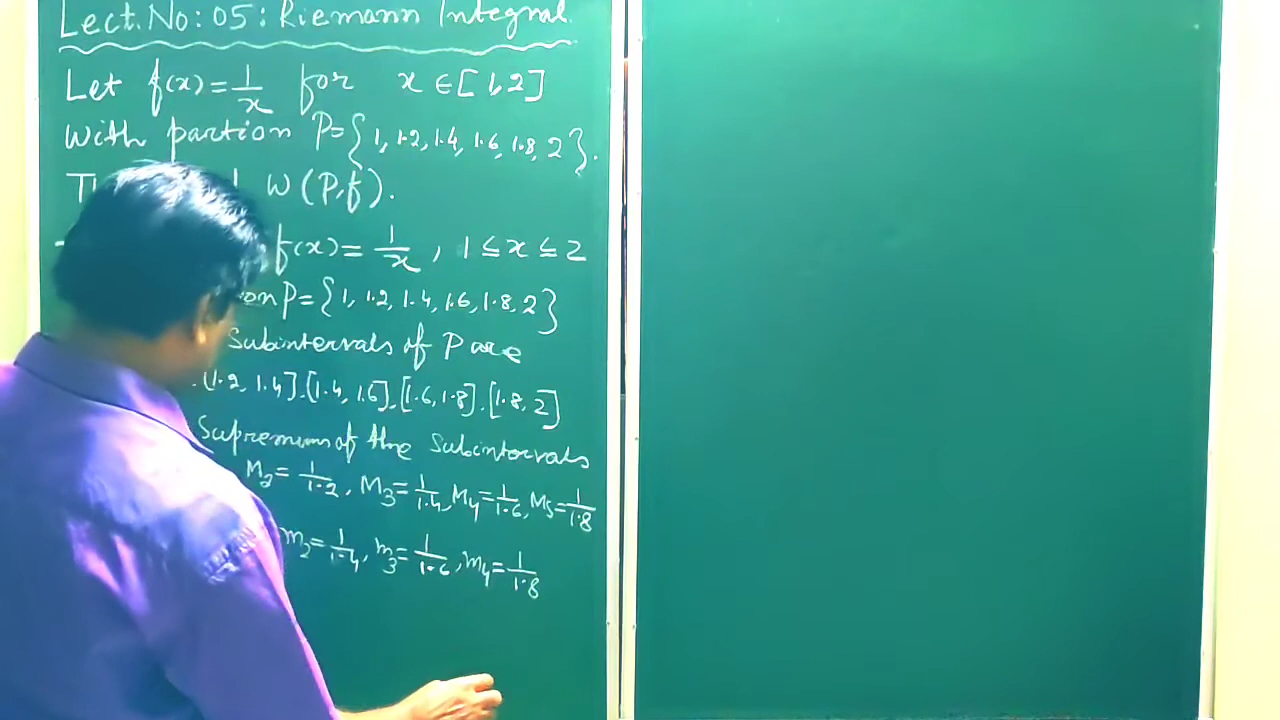 Lect. No: 05: Riemann Integral.
Let f(x) = 1/x for x ∈ [1, 2]
With partion P = {1, 1.2, 1.4, 1.6, 1.8, 2}.
W(P, f).
f(x) = 1/x, 1 ≤ x ≤ 2
on P = {1, 1.2, 1.4, 1.6, 1.8, 2}
Subintervals of P are
[1.2, 1.4], [1.4, 1.6], [1.6, 1.8], [1.8, 2]
Supremum of the Subintervals
M₂ = 1/1.2, M₃ = 1/1.4, M₄ = 1/1.6, M₅ = 1/1.8
m₂ = 1/1.4, m₃ = 1/1.6, m₄ = 1/1.8